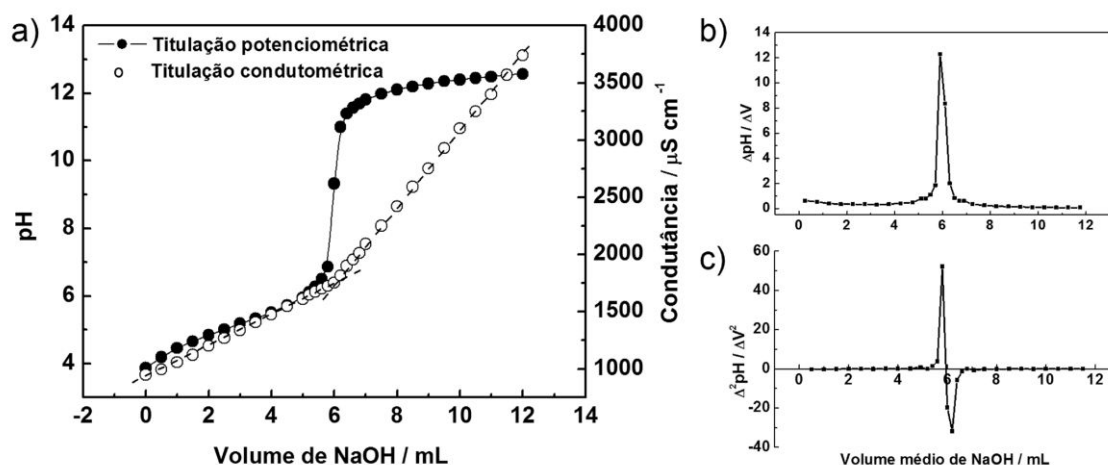 a)
Titulação potenciométrica
Titulação condutométrica
14
12
10
8
6
4
pH
-2 0 2 4 6 8 10 12 14
Volume de NaOH / mL
4000
3500
3000
2500
2000
1500
1000
Condutância / µS cm⁻¹
b)
14
12
10
8
6
4
2
0
ΔpH / ΔV
0 2 4 6 8 10 12
c)
60
40
20
0
-20
-40
Δ²pH / ΔV²
0 2 4 6 8 10 12
Volume médio de NaOH / mL